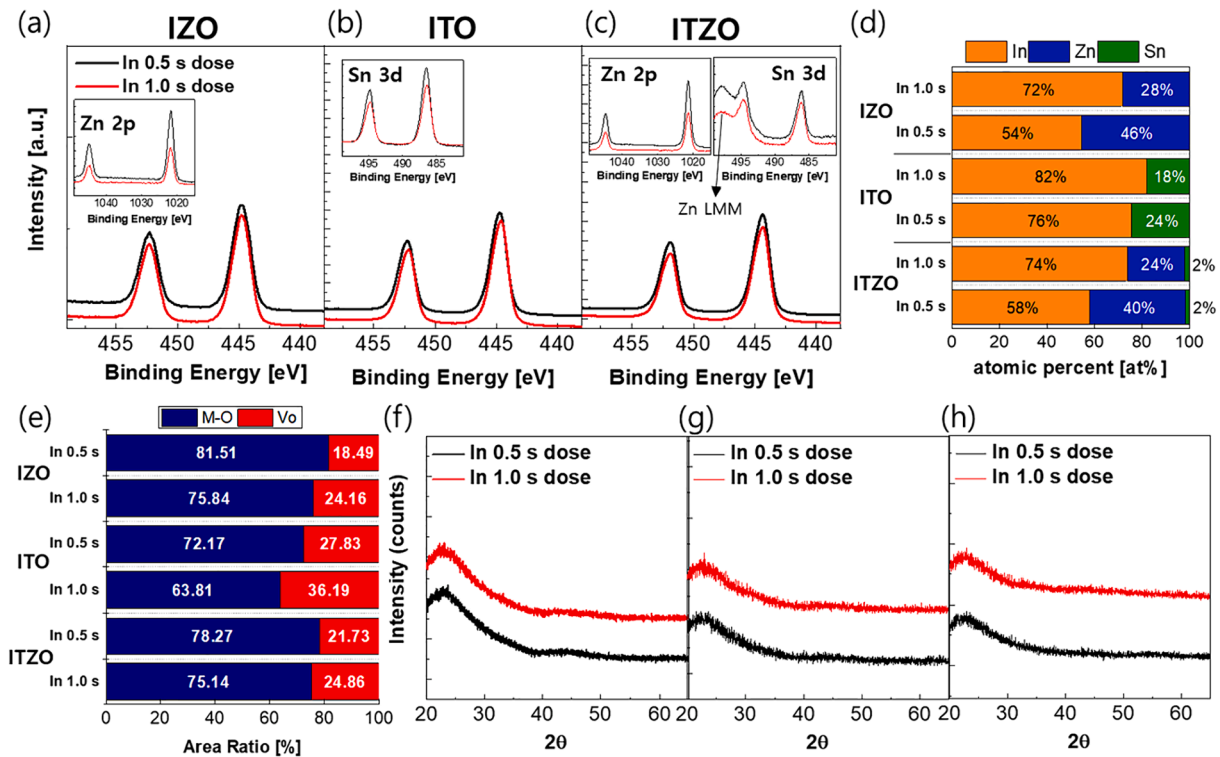 (a) IZO
In 0.5 s dose
In 1.0 s dose
Zn 2p
1040 1030 1020
Binding Energy [eV]
Intensity [a.u.]
455 450 445 440
Binding Energy [eV]
(b) ITO
Sn 3d
495 490 485
Binding Energy [eV]
455 450 445 440
Binding Energy [eV]
(c) ITZO
Zn 2p
Sn 3d
1040 1030 1020
495 490 485
Binding Energy [eV]
Binding Energy [eV]
Zn LMM
455 450 445 440
Binding Energy [eV]
(d)
In Zn Sn
IZO
In 1.0 s 72% 28%
In 0.5 s 54% 46%
ITO
In 1.0 s 82% 18%
In 0.5 s 76% 24%
ITZO
In 1.0 s 74% 24% 2%
In 0.5 s 58% 40% 2%
0 20 40 60 80 100
atomic percent [at%]
(e)
M-O Vo
IZO
In 0.5 s 81.51 18.49
In 1.0 s 75.84 24.16
ITO
In 0.5 s 72.17 27.83
In 1.0 s 63.81 36.19
ITZO
In 0.5 s 78.27 21.73
In 1.0 s 75.14 24.86
0 20 40 60 80 100
Area Ratio [%]
(f)
In 0.5 s dose
In 1.0 s dose
Intensity (counts)
20 30 40 50 60
2θ
(g)
In 0.5 s dose
In 1.0 s dose
20 30 40 50 60
2θ
(h)
In 0.5 s dose
In 1.0 s dose
20 30 40 50 60
2θ